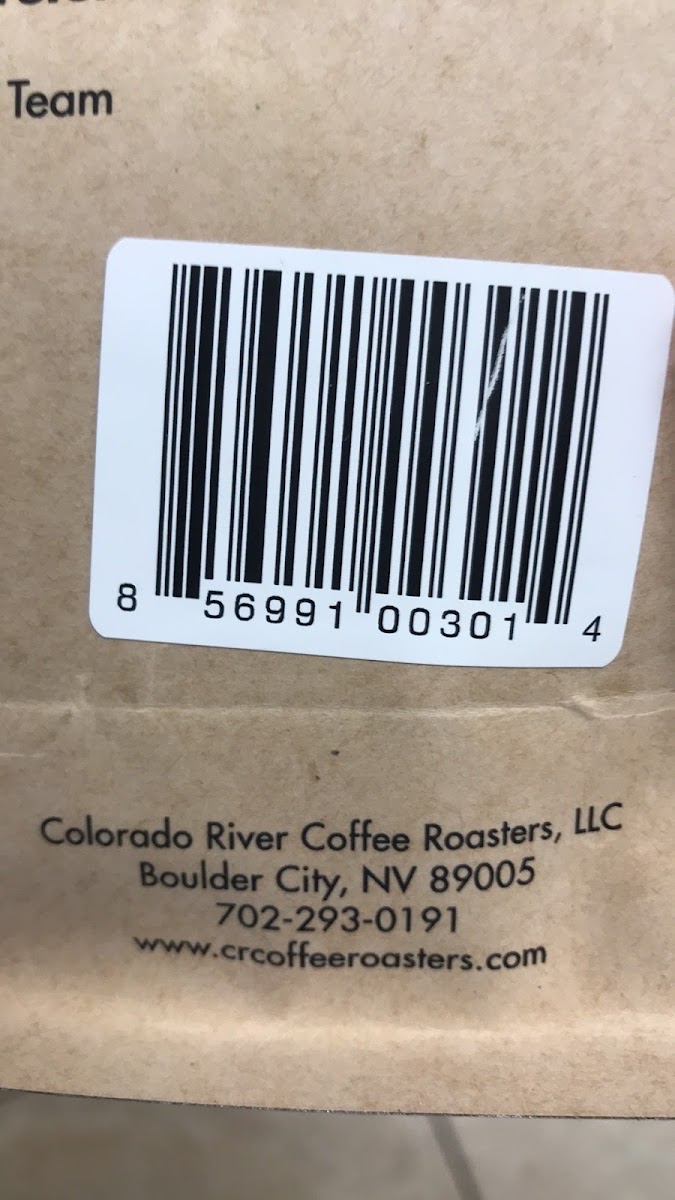 Team
8 56991 00301 4
Colorado River Coffee Roasters, LLC
Boulder City, NV 89005
702-293-0191
www.crcoffeeroasters.com